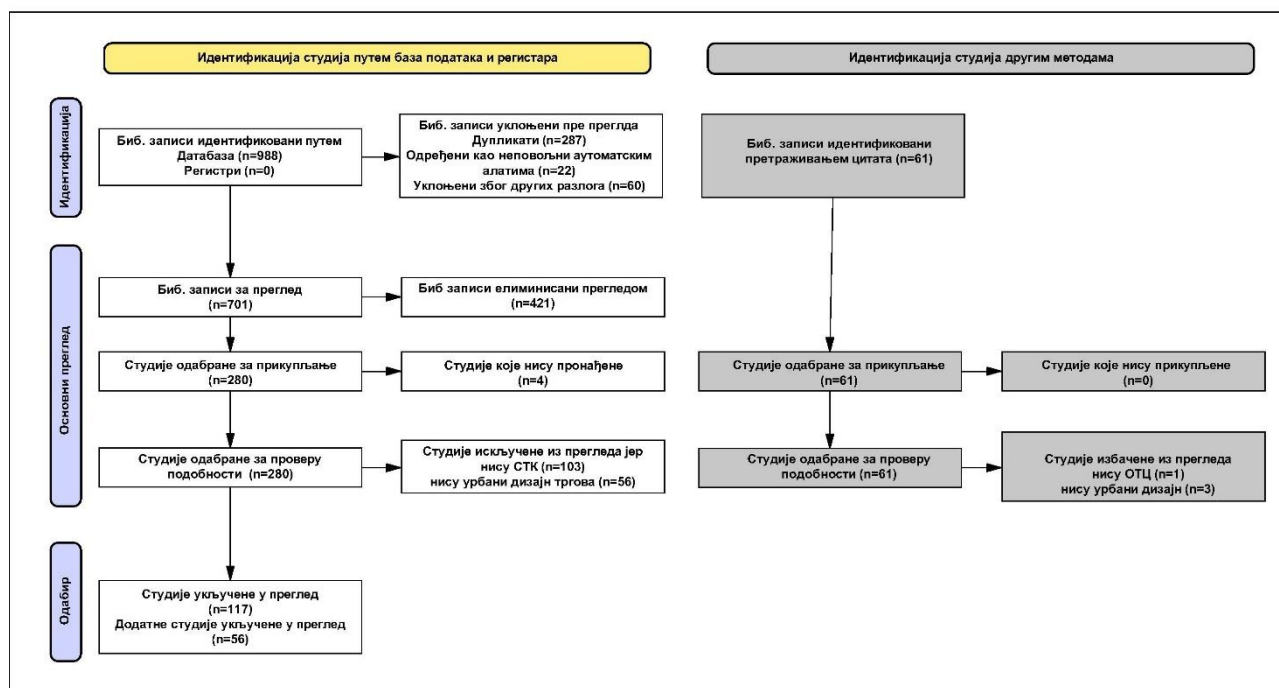 Идентификација студија путем база података и регистара
Идентификација студија другим методама
Идентификација
Биб. записи идентификовани путем
Датабаза (n=988)
Регистри (n=0)
Биб. записи уклоњени пре преглда
Дупликати (n=287)
Одређени као неповољни аутоматским
алатима (n=22)
Уклоњени због других разлога (n=60)
Биб. записи идентификовани
претраживањем цитата (n=61)
Основни преглед
Биб. записи за преглед
(n=701)
Биб записи елиминисани прегледом
(n=421)
Студије одабране за прикупљање
(n=280)
Студије које нису пронађене
(n=4)
Студије одабране за прикупљање
(n=61)
Студије које нису прикупљене
(n=0)
Студије одабране за проверу
подобности (n=280)
Студије искључене из прегледа јер
нису СТК (n=103)
нису урбани дизајн тргова (n=56)
Студије одабране за проверу
подобности (n=61)
Студије избачене из прегледа
нису ОТЦ (n=1)
нису урбани дизајн (n=3)
Одабир
Студије укључене у преглед
(n=117)
Додатне студије укључене у преглед
(n=56)